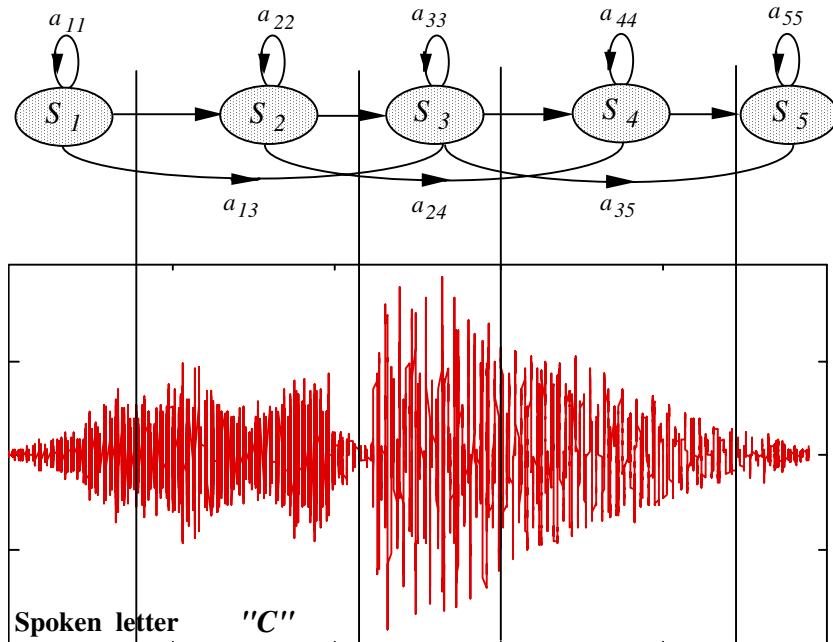 a11 a22 a33 a44 a55
S1 S2 S3 S4 S5
a13 a24 a35
Spoken letter "C"